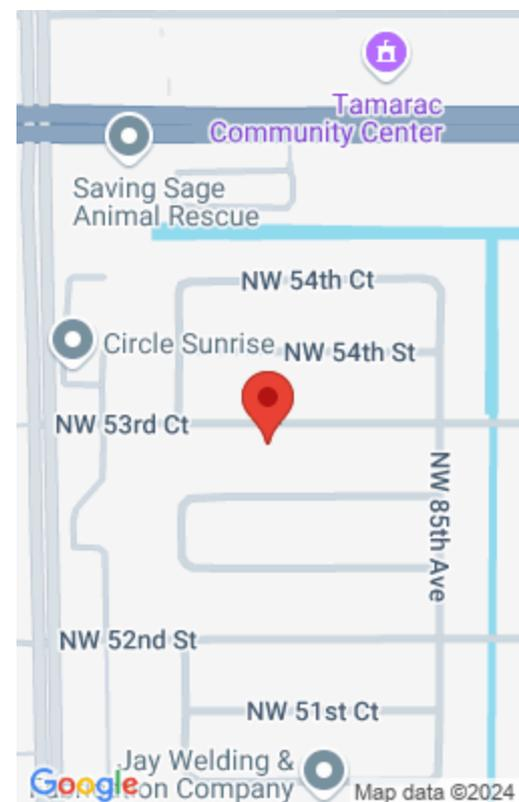 Tamarac
Community Center
Saving Sage
Animal Rescue
NW 54th Ct
Circle Sunrise
NW 54th St
NW 53rd Ct
NW 85th Ave
NW 52nd St
NW 51st Ct
Jay Welding &
Company
Google
Map data ©2024